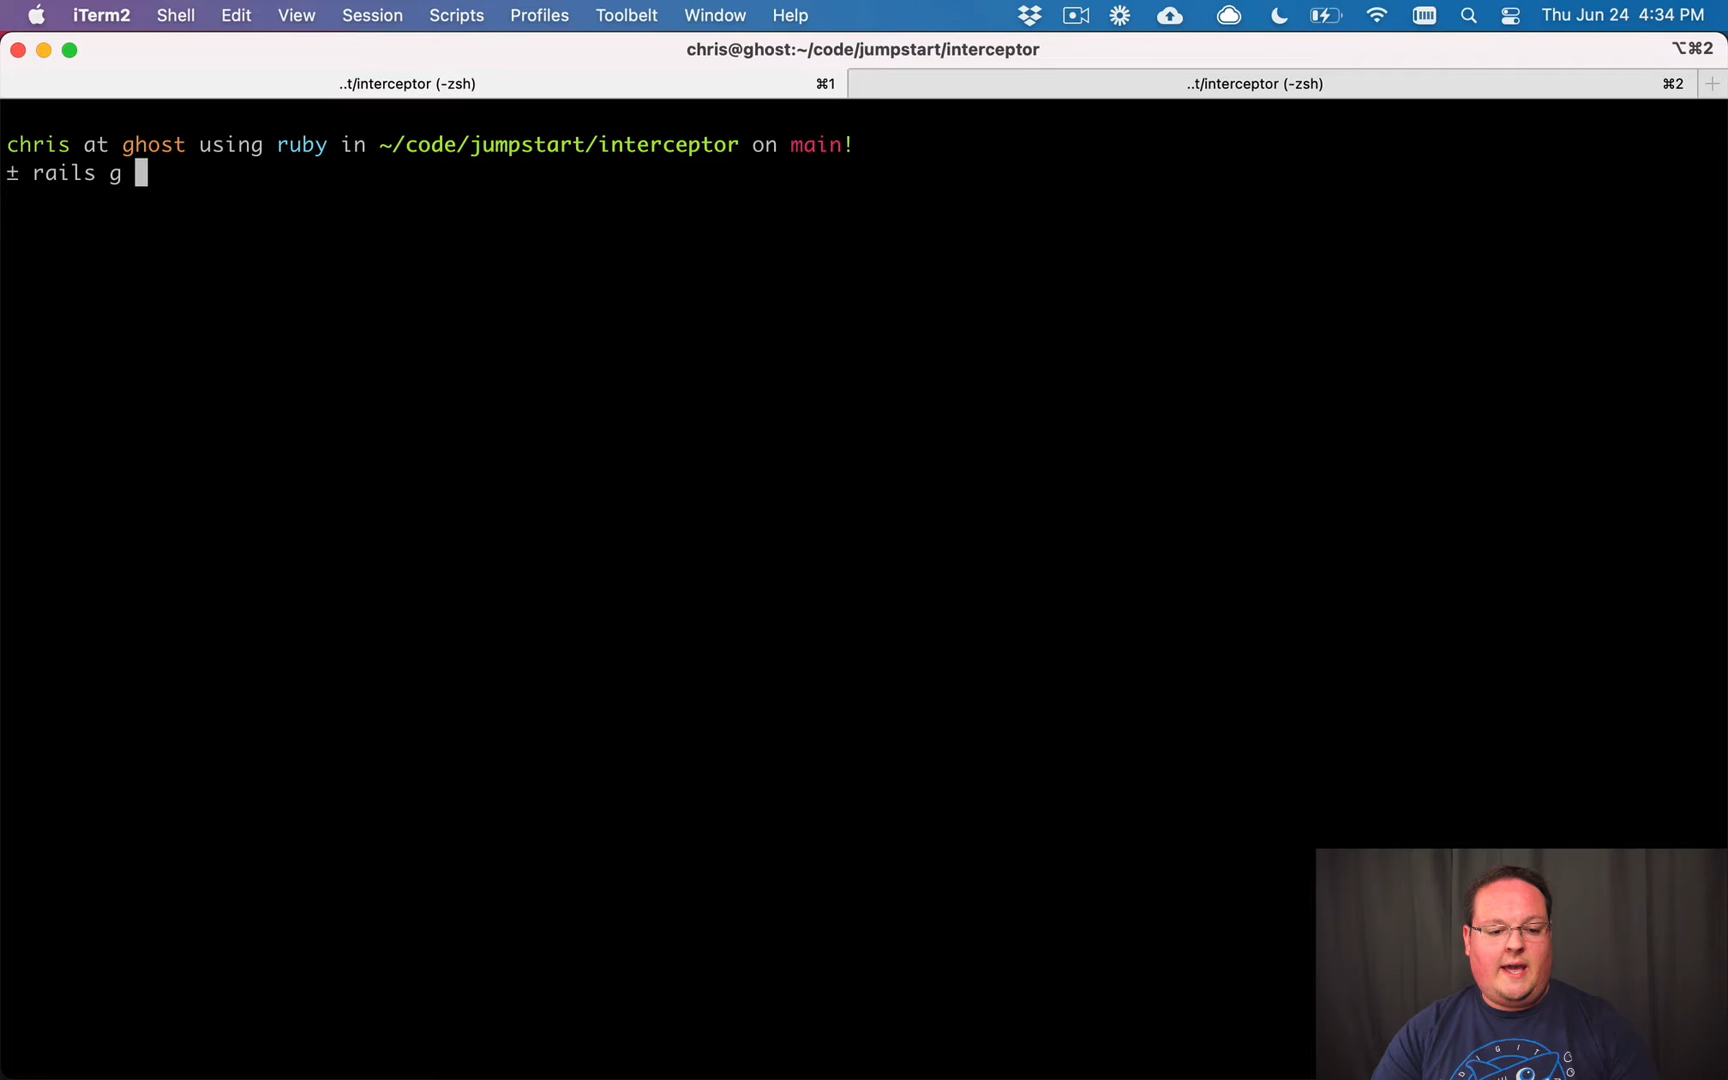 iTerm2 Shell Edit View Session Scripts Profiles Toolbelt Window Help Thu Jun 24 4:34 PM
chris@ghost:~/code/jumpstart/interceptor ⌥⌘2
..t/interceptor (-zsh) ⌘1 ..t/interceptor (-zsh) ⌘2
chris at ghost using ruby in ~/code/jumpstart/interceptor on main!
± rails g